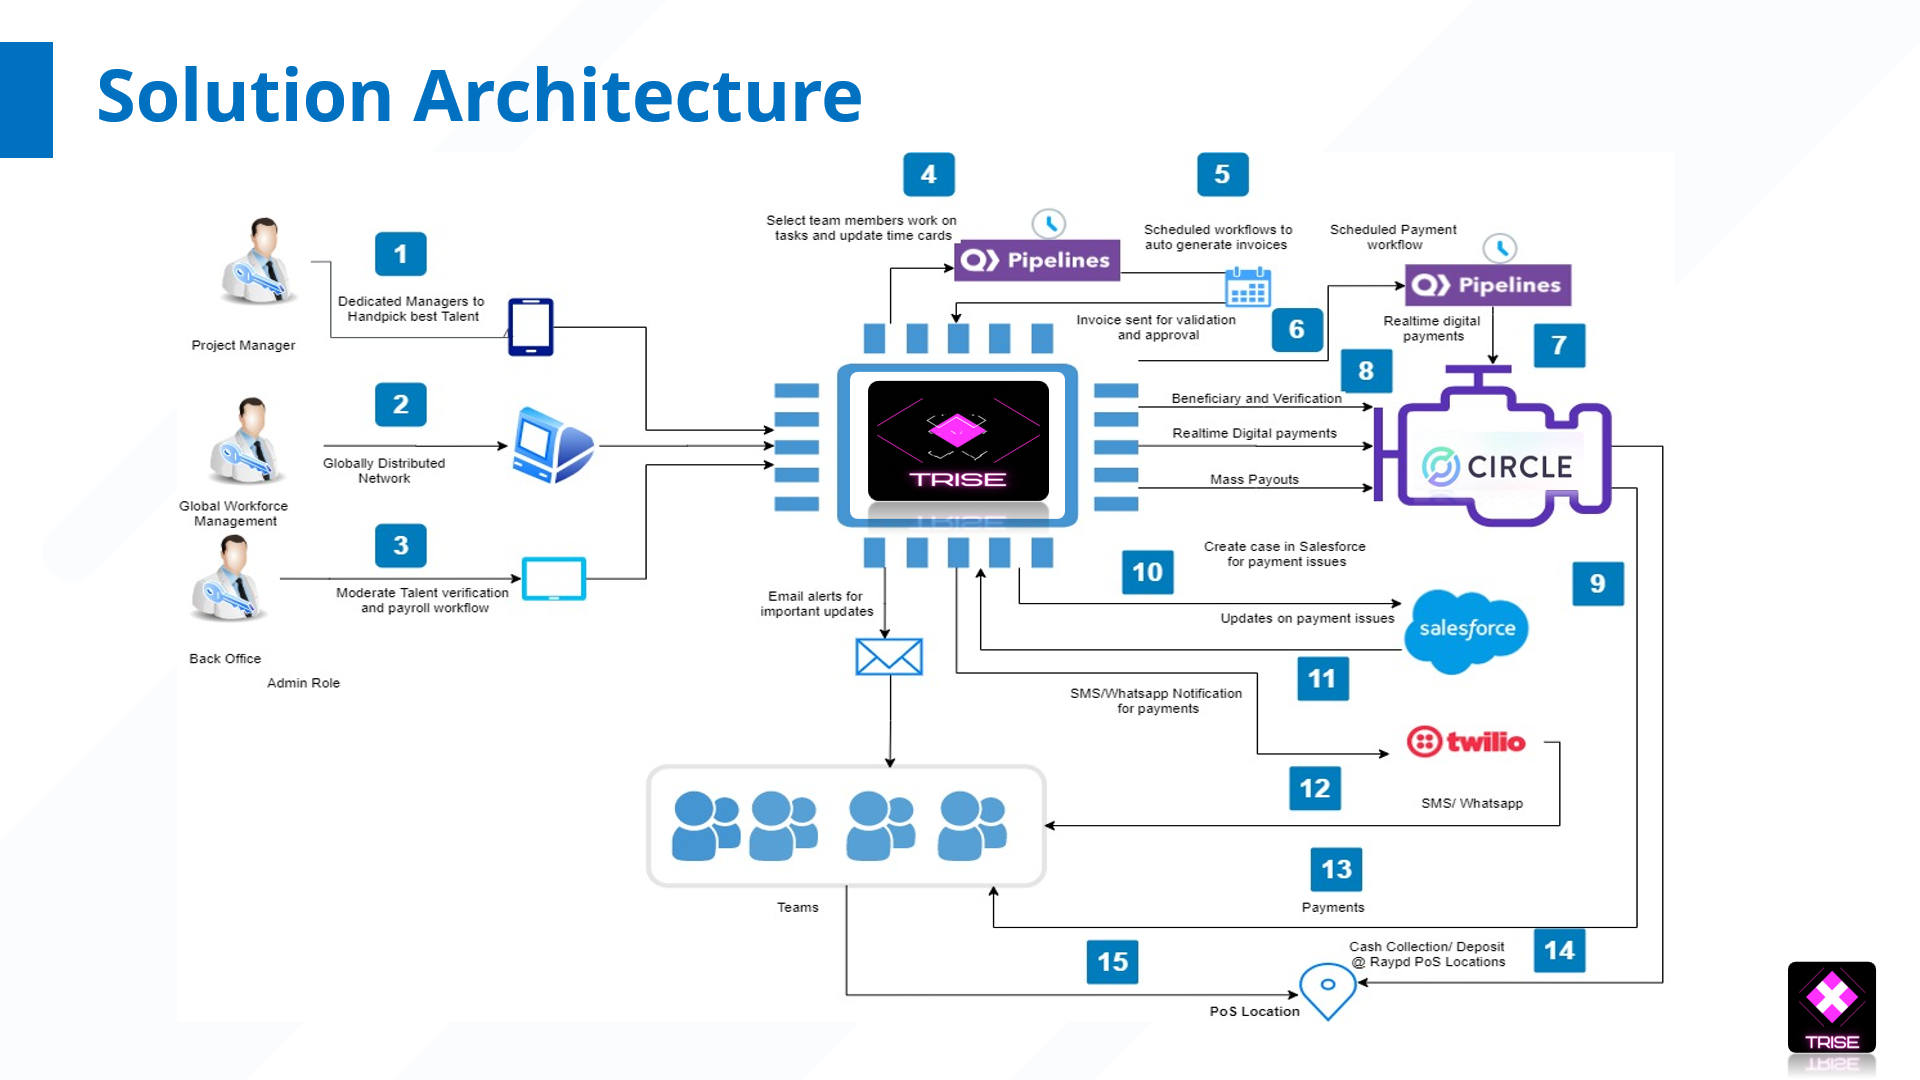 Solution Architecture
4
5
Select team members work on
tasks and update time cards
Pipelines
Scheduled workflows to
auto generate invoices
Scheduled Payment
workflow
Pipelines
1
Dedicated Managers to
Handpick best Talent
Project Manager
Invoice sent for validation
and approval
6
Realtime digital
payments
7
8
2
Globally Distributed
Network
Global Workforce
Management
TRISE
Beneficiary and Verification
Realtime Digital payments
Mass Payouts
CIRCLE
3
Moderate Talent verification
and payroll workflow
Back Office
Admin Role
Email alerts for
important updates
10
Create case in Salesforce
for payment issues
9
Updates on payment issues
salesforce
11
SMS/Whatsapp Notification
for payments
twilio
12
SMS/ Whatsapp
13
Teams
Payments
15
Cash Collection/ Deposit
@ Raypd PoS Locations
14
PoS Location
TRISE